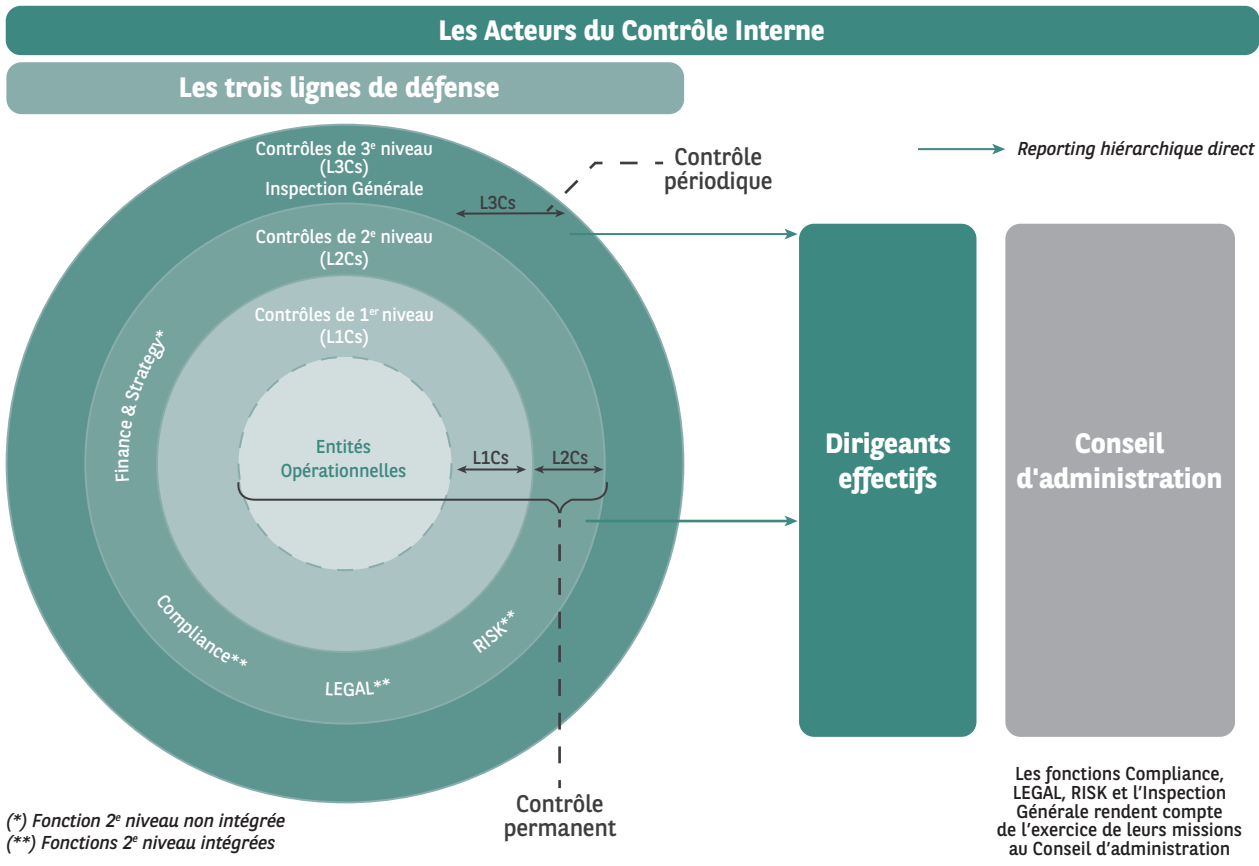 Les Acteurs du Contrôle Interne
Les trois lignes de défense
Contrôles de 3e niveau
(L3Cs)
Inspection Générale
Contrôle
périodique
Reporting hiérarchique direct
L3Cs
Contrôles de 2e niveau
(L2Cs)
Contrôles de 1er niveau
(L1Cs)
Finance & Strategy*
Entités
Opérationnelles
L1Cs
L2Cs
Dirigeants
effectifs
Conseil
d'administration
Compliance**
LEGAL**
RISK**
Contrôle
permanent
(*) Fonction 2e niveau non intégrée
(**) Fonctions 2e niveau intégrées
Les fonctions Compliance,
LEGAL, RISK et l'Inspection
Générale rendent compte
de l'exercice de leurs missions
au Conseil d'administration